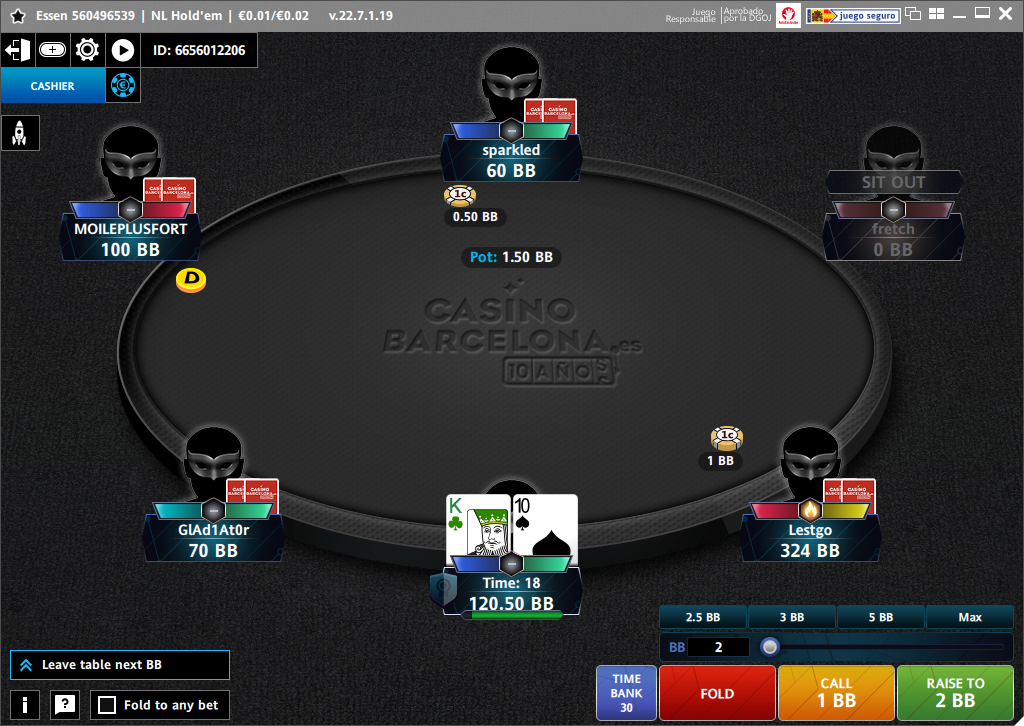 Essen 560496539 | NL Hold'em | €0.01/€0.02 v.22.7.1.19
Juego Responsable | Aprobado por la DGOJ
juego seguro
ID: 6656012206
CASHIER
sparkled
60 BB
1c
0.50 BB
MOILEPLUSFORT
100 BB
SIT OUT
fretch
0 BB
D
Pot: 1.50 BB
CASINO
BARCELONA.es
10 AÑOS
1c
1 BB
GlAd1At0r
70 BB
K
10
Time: 18
120.50 BB
Lestgo
324 BB
2.5 BB
3 BB
5 BB
Max
BB 2
Leave table next BB
Fold to any bet
TIME
BANK
30
FOLD
CALL
1 BB
RAISE TO
2 BB